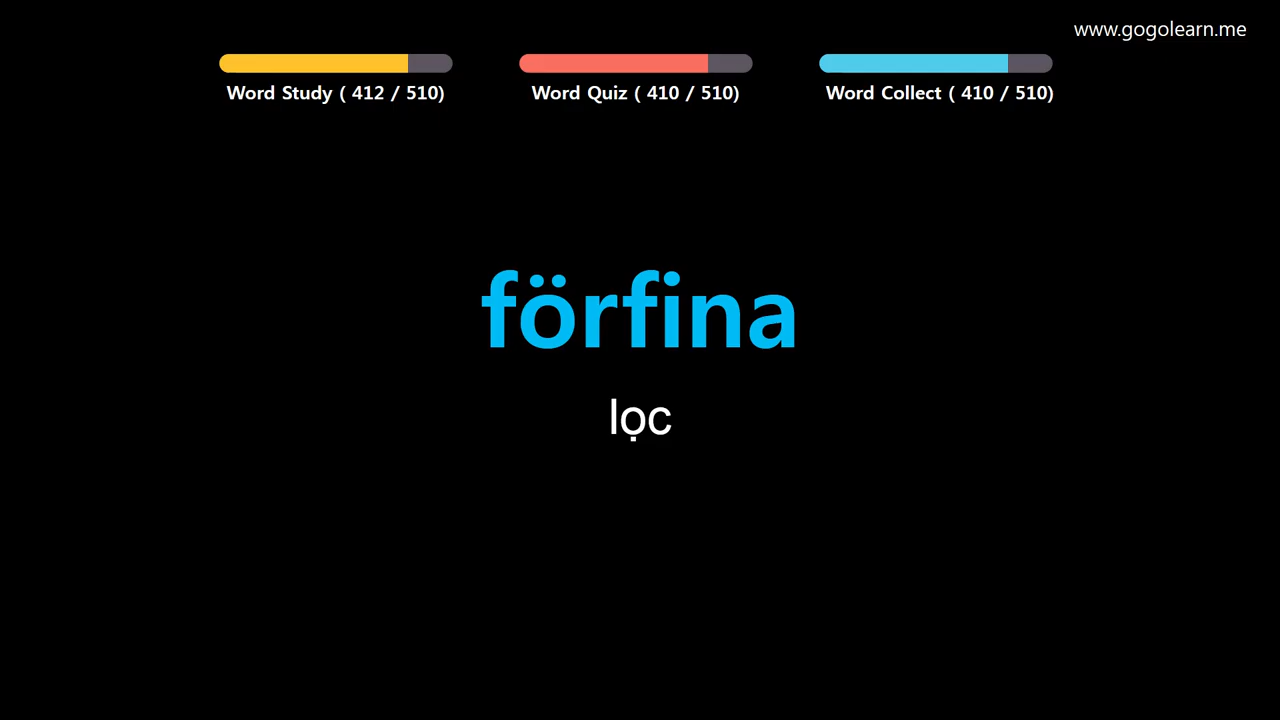 www.gogolearn.me
Word Study ( 412 / 510)
Word Quiz ( 410 / 510)
Word Collect ( 410 / 510)
förfina
lọc